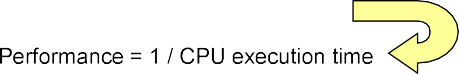 Performance = 1 / CPU execution time